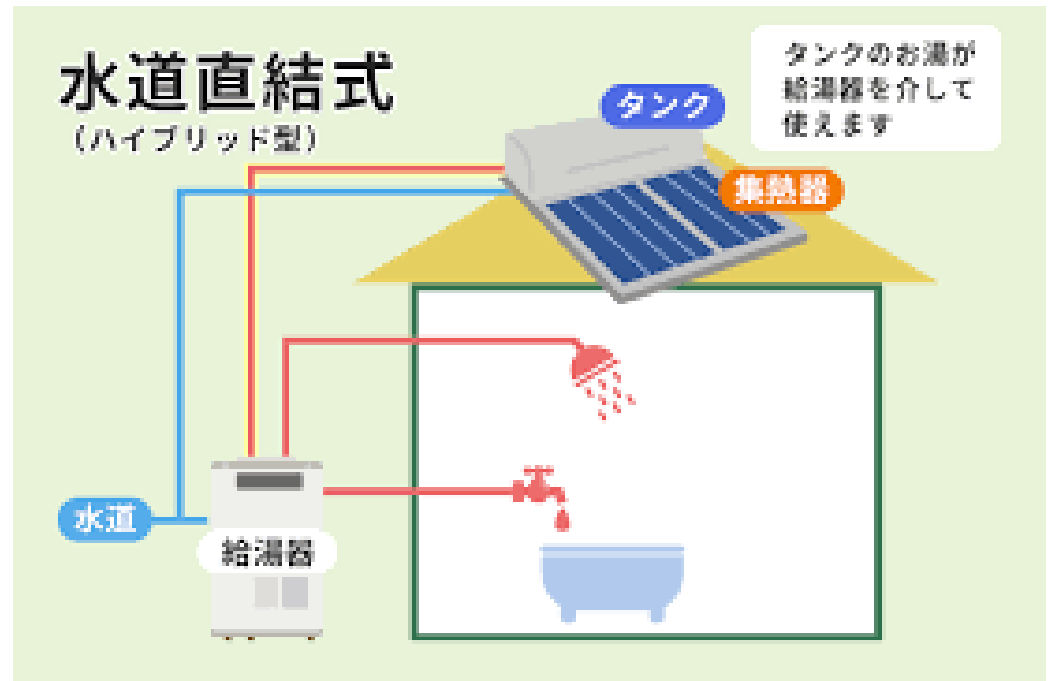 水道直結式
（ハイブリッド型）
タンクのお湯が
給湯器を介して
使えます
タンク
集熱器
水道
給湯器